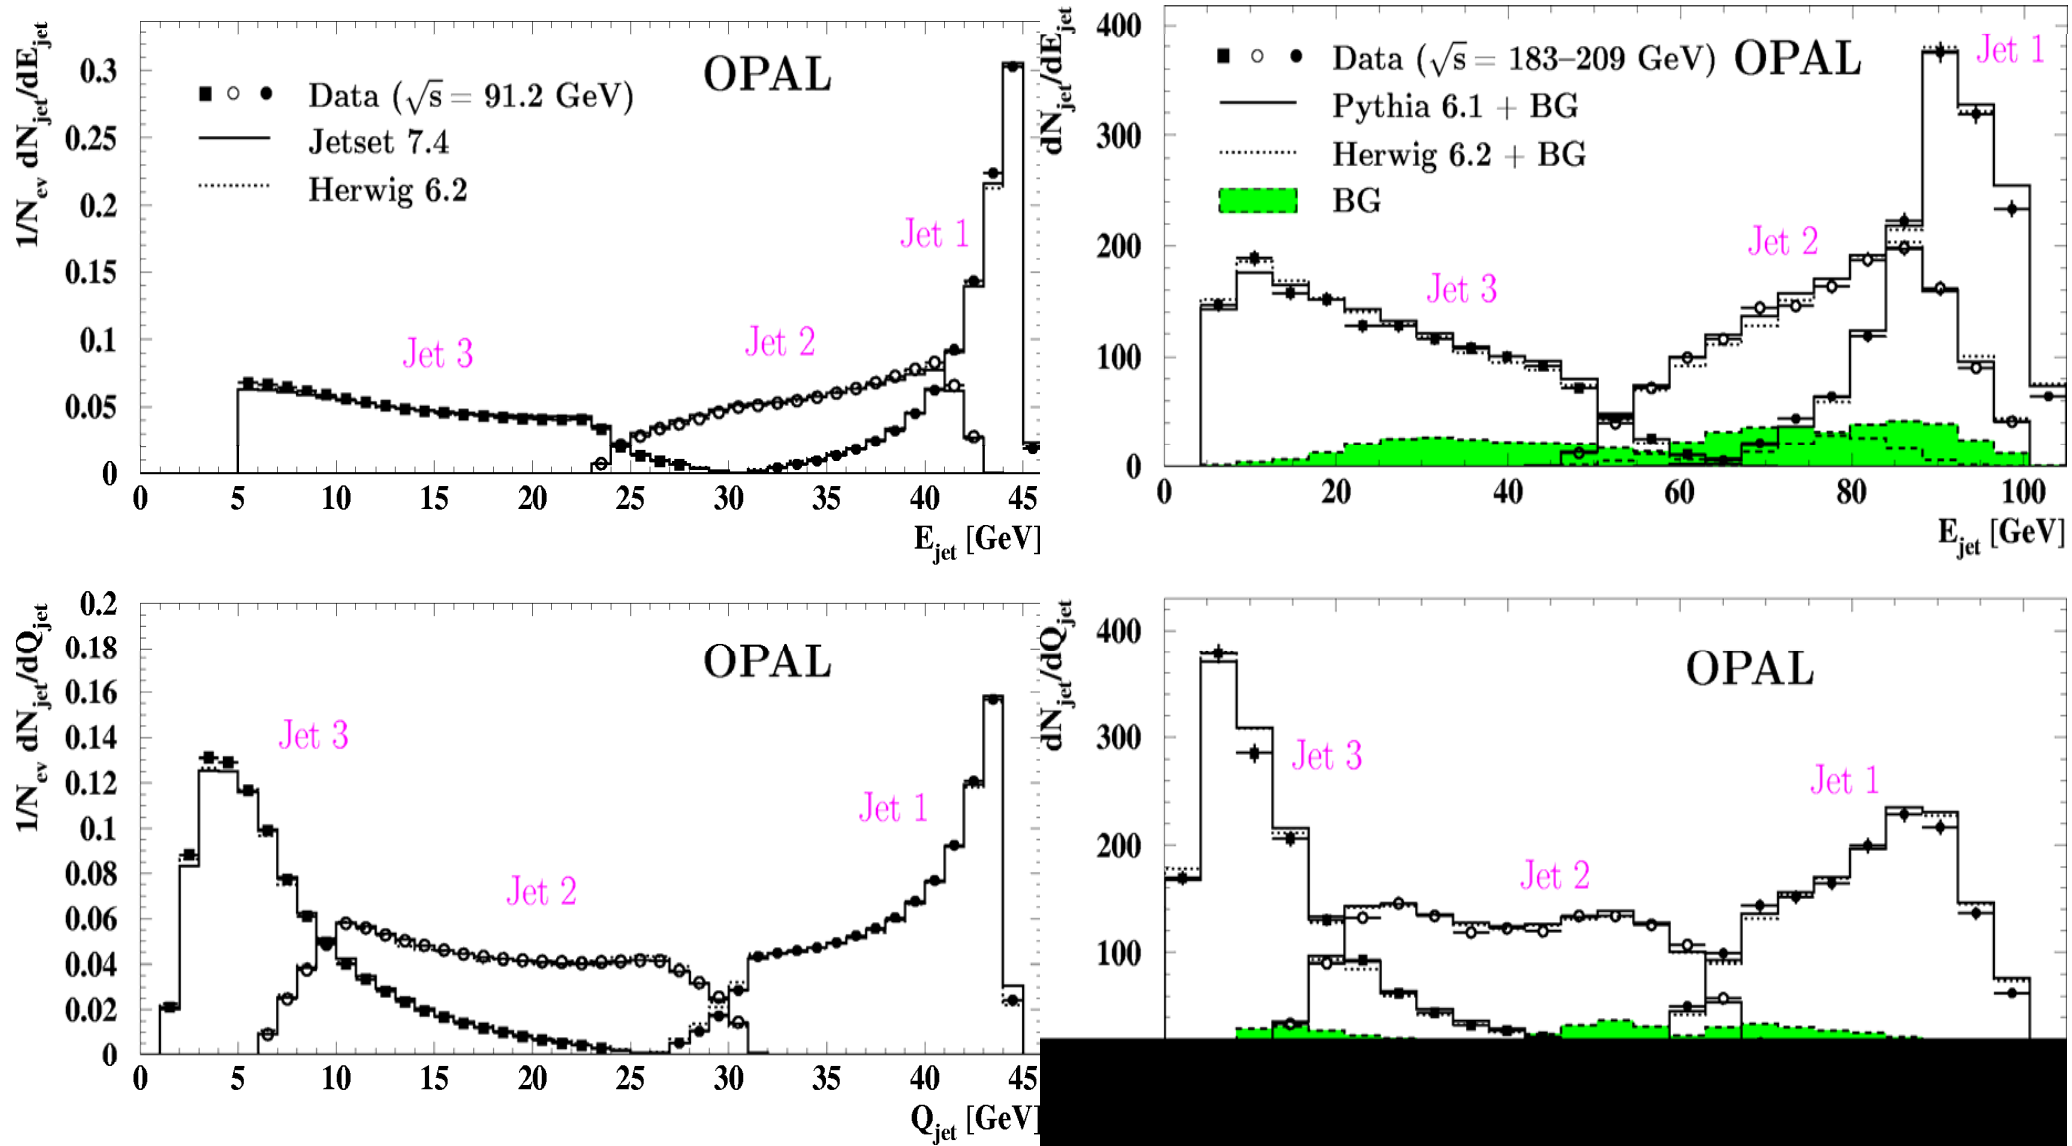 1/N_ev dN_jet/dE_jet
OPAL
Data (√s = 91.2 GeV)
Jetset 7.4
Herwig 6.2
Jet 1
Jet 2
Jet 3
0.3
0.25
0.2
0.15
0.1
0.05
0
0 5 10 15 20 25 30 35 40 45
E_jet [GeV]
dN_jet/dE_jet
Data (√s = 183–209 GeV) OPAL
Pythia 6.1 + BG
Herwig 6.2 + BG
BG
Jet 1
Jet 2
Jet 3
400
300
200
100
0
0 20 40 60 80 100
E_jet [GeV]
1/N_ev dN_jet/dQ_jet
OPAL
Jet 3
Jet 1
Jet 2
0.2
0.18
0.16
0.14
0.12
0.1
0.08
0.06
0.04
0.02
0
0 5 10 15 20 25 30 35 40 45
Q_jet [GeV]
dN_jet/dQ_jet
OPAL
Jet 3
Jet 1
Jet 2
400
300
200
100